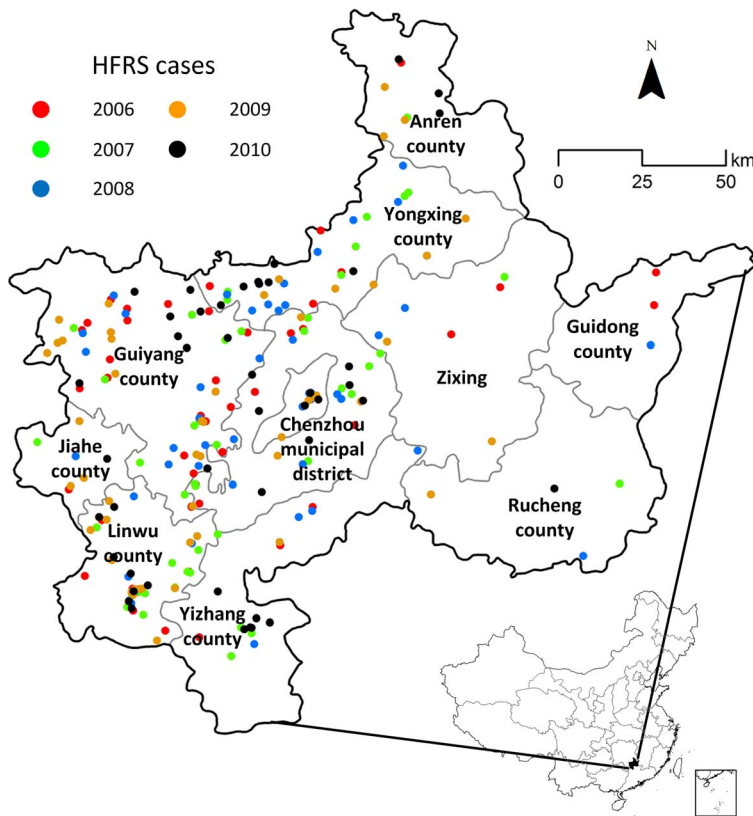 HFRS cases
2006
2009
2007
2010
2008
N
km
0
25
50
Anren
county
Yongxing
county
Guidong
county
Guiyang
county
Zixing
Chenzhou
municipal
district
Jiahe
county
Rucheng
county
Linwu
county
Yizhang
county